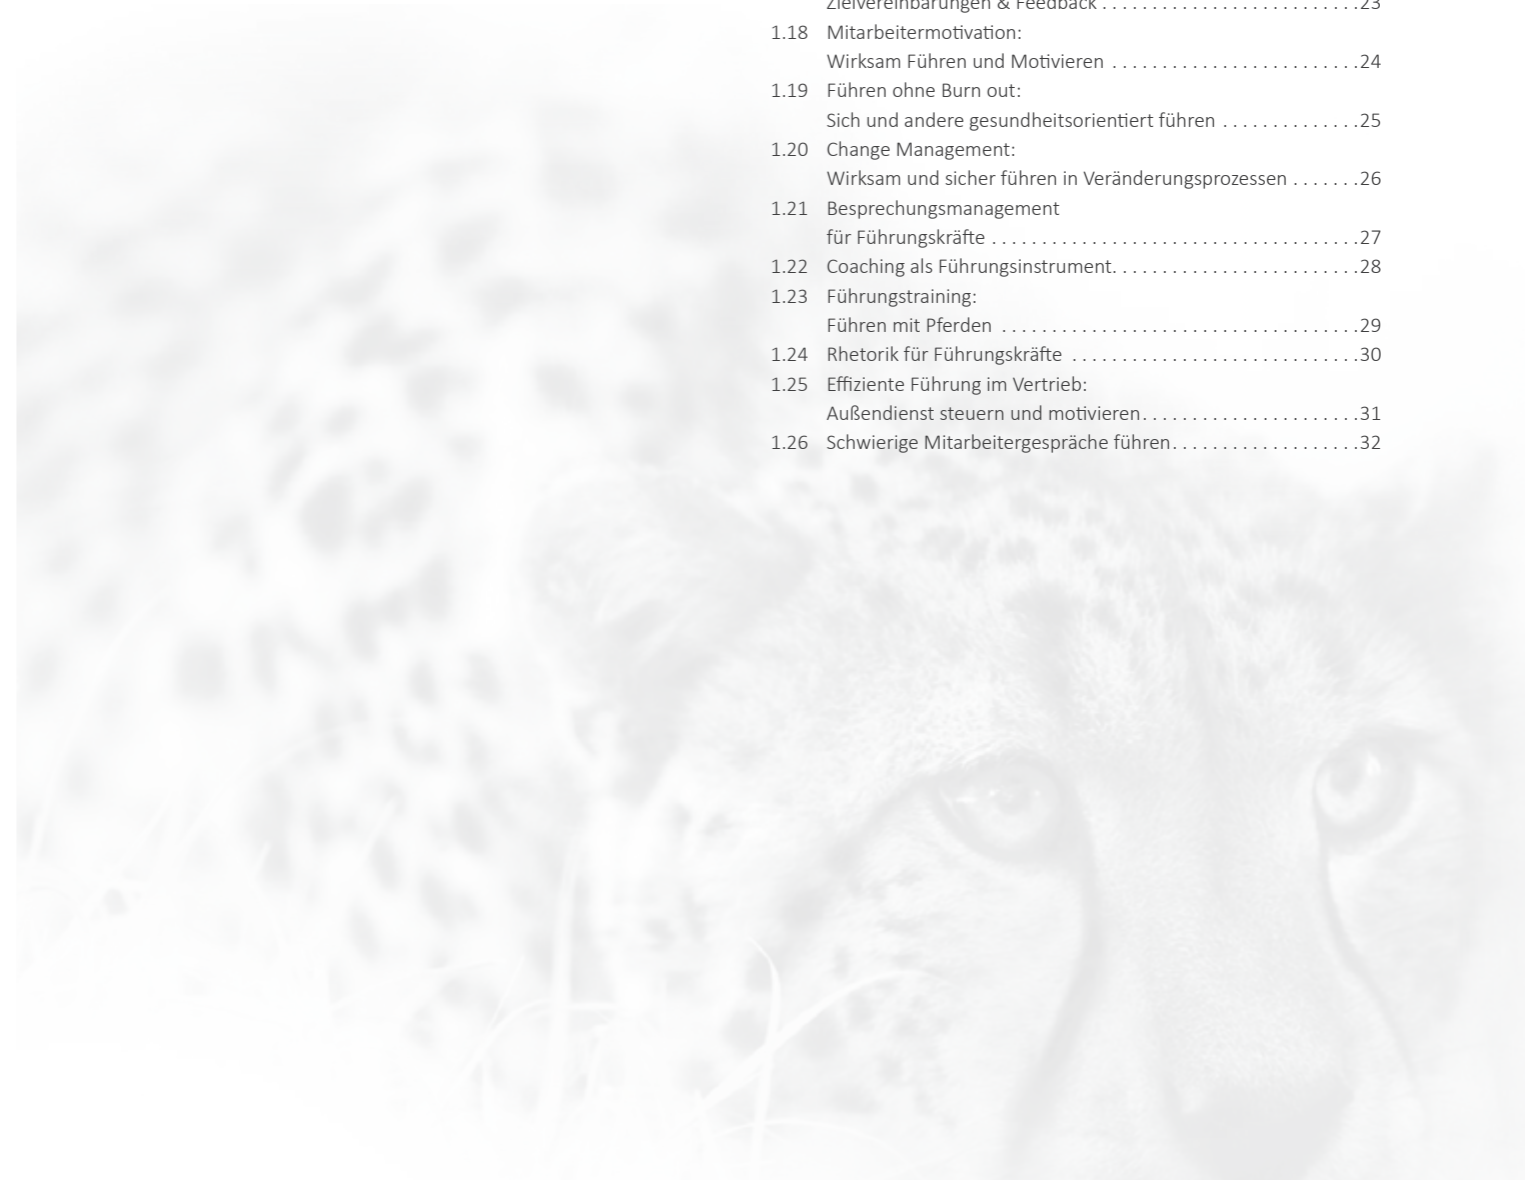 Zielvereinbarungen & Feedback . . . . . . . . . . . . . . . . . . . . . . . . . .23
1.18 Mitarbeitermotivation:
Wirksam Führen und Motivieren . . . . . . . . . . . . . . . . . . . . . . . . .24
1.19 Führen ohne Burn out:
Sich und andere gesundheitsorientiert führen . . . . . . . . . . . . . .25
1.20 Change Management:
Wirksam und sicher führen in Veränderungsprozessen . . . . . . .26
1.21 Besprechungsmanagement
für Führungskräfte . . . . . . . . . . . . . . . . . . . . . . . . . . . . . . . . . . . . .27
1.22 Coaching als Führungsinstrument. . . . . . . . . . . . . . . . . . . . . . . . .28
1.23 Führungstraining:
Führen mit Pferden . . . . . . . . . . . . . . . . . . . . . . . . . . . . . . . . . . . .29
1.24 Rhetorik für Führungskräfte . . . . . . . . . . . . . . . . . . . . . . . . . . . . .30
1.25 Effiziente Führung im Vertrieb:
Außendienst steuern und motivieren. . . . . . . . . . . . . . . . . . . . . .31
1.26 Schwierige Mitarbeitergespräche führen. . . . . . . . . . . . . . . . . . .32